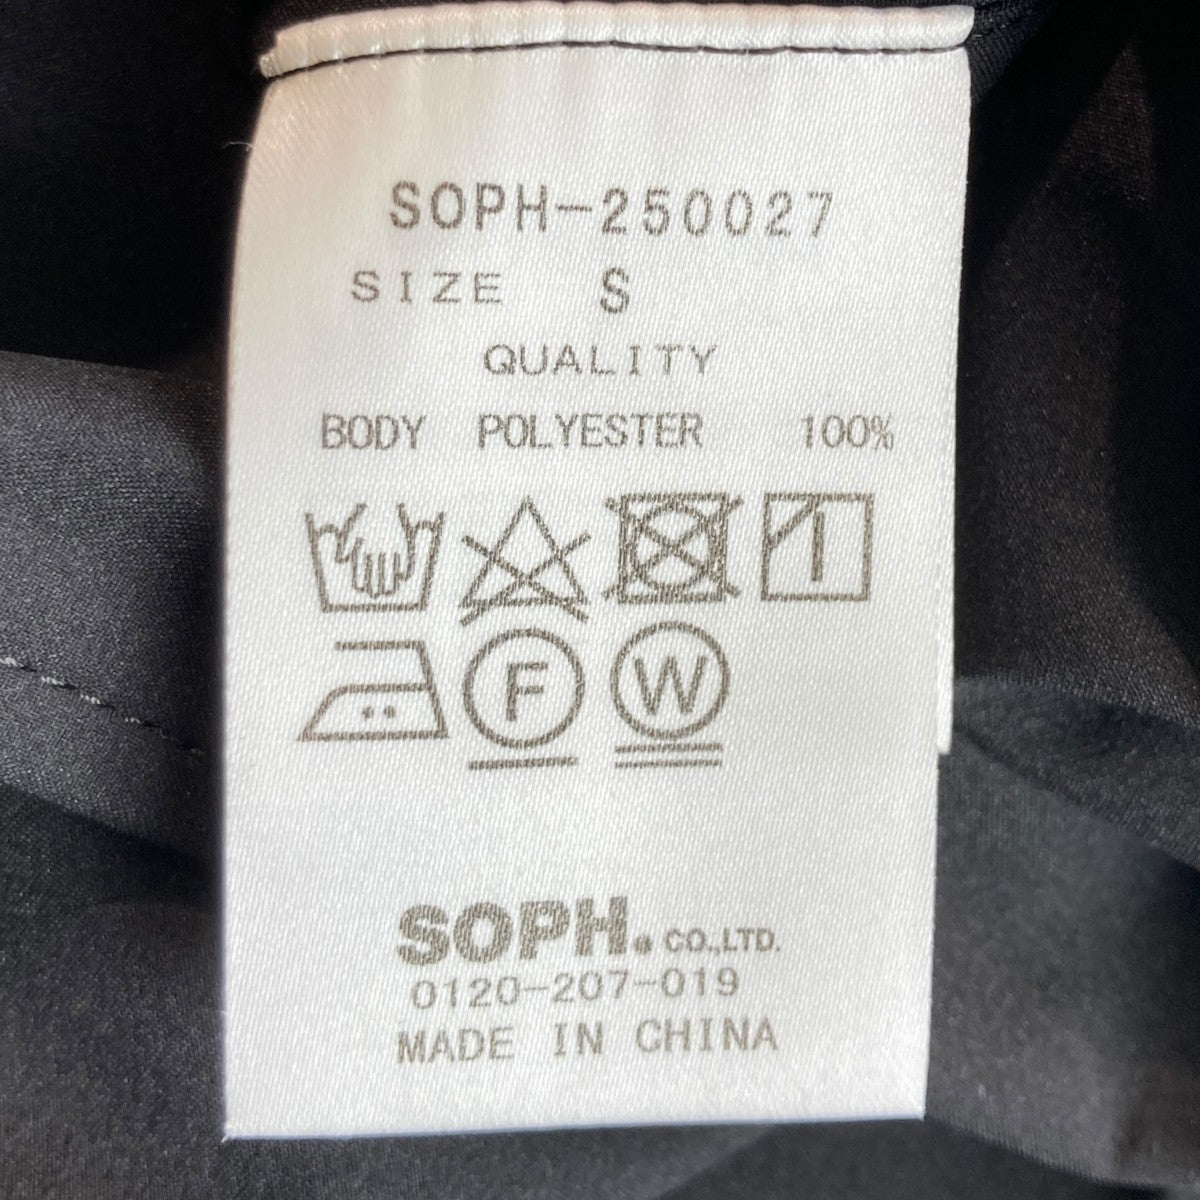 SOPH-250027
SIZE S
QUALITY
BODY POLYESTER 100%
F W
SOPH. CO.,LTD.
0120-207-019
MADE IN CHINA